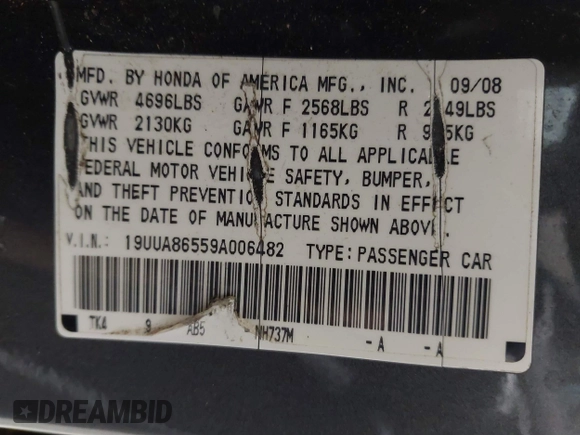 MFD. BY HONDA OF AMERICA MFG., INC. 09/08
GVWR 4696LBS GAWR F 2568LBS R
GVWR 2130KG GAWR F 1165KG R
THIS VEHICLE CONFORMS TO ALL APPLICABLE
FEDERAL MOTOR VEHICLE SAFETY, BUMPER,
AND THEFT PREVENTION STANDARDS IN EFFECT
ON THE DATE OF MANUFACTURE SHOWN ABOVE.
V.I.N.: 19UUA86559A006482 TYPE: PASSENGER CAR
TK4 9 AB5 NH737M -A -A
DREAMBID